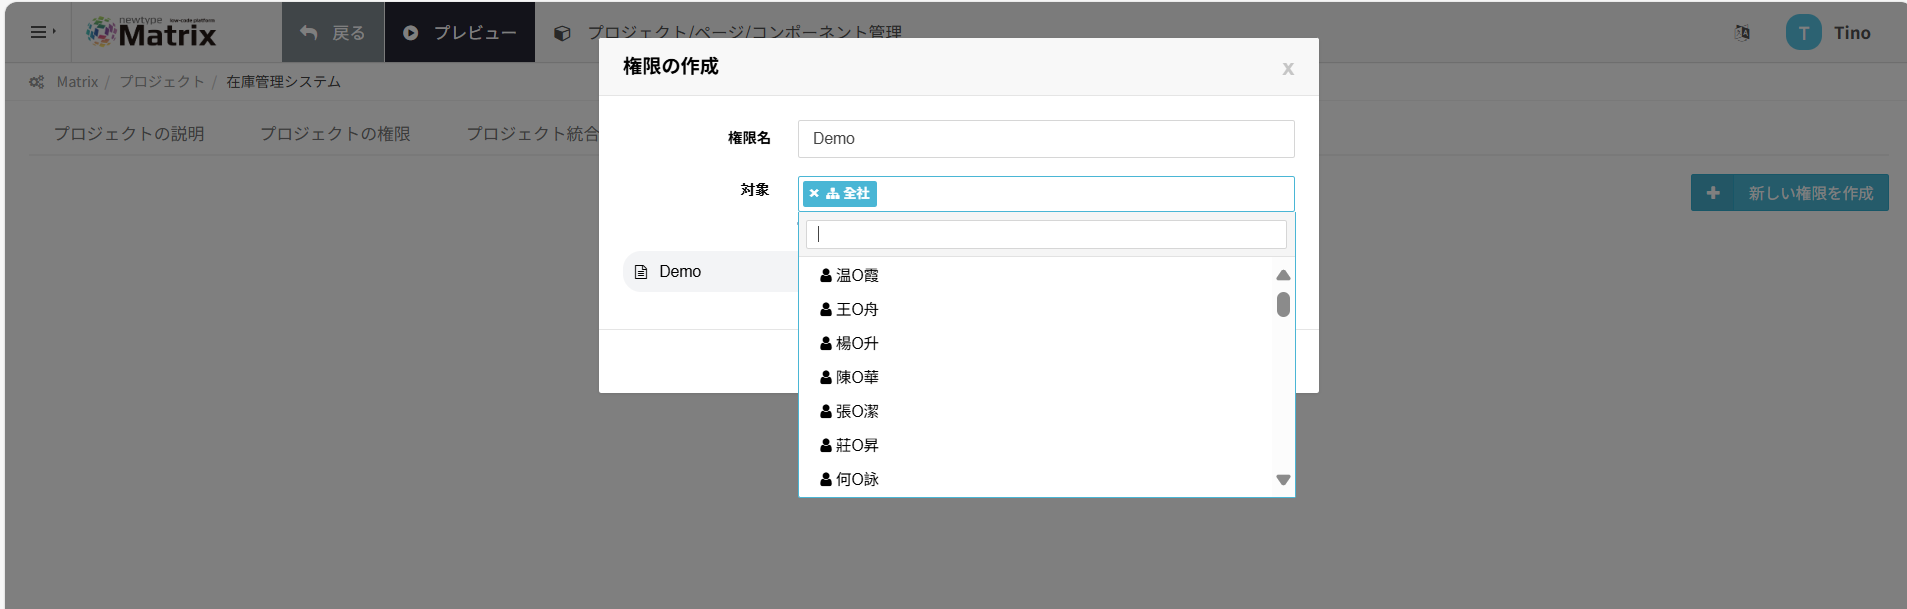 newtype low-code platform
Matrix
戻る
プレビュー
プロジェクト/ページ/コンポーネント管理
T
Tino
Matrix / プロジェクト / 在庫管理システム
プロジェクトの説明
プロジェクトの権限
プロジェクト統合
新しい権限を作成
権限の作成
x
権限名
Demo
対象
全社
Demo
温O霞
王O舟
楊O升
陳O華
張O潔
莊O昇
何O詠